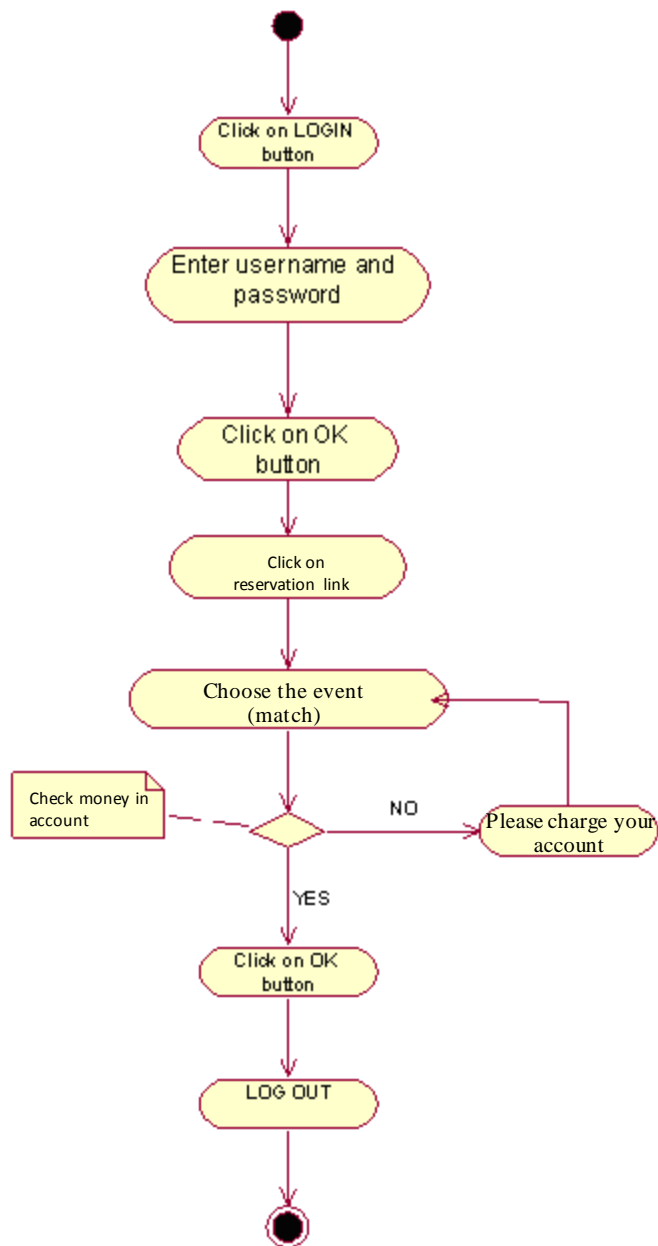 Click on LOGIN
button
Enter username and
password
Click on OK
button
Click on
reservation link
Choose the event
(match)
Check money in
account
NO
Please charge your
account
YES
Click on OK
button
LOG OUT